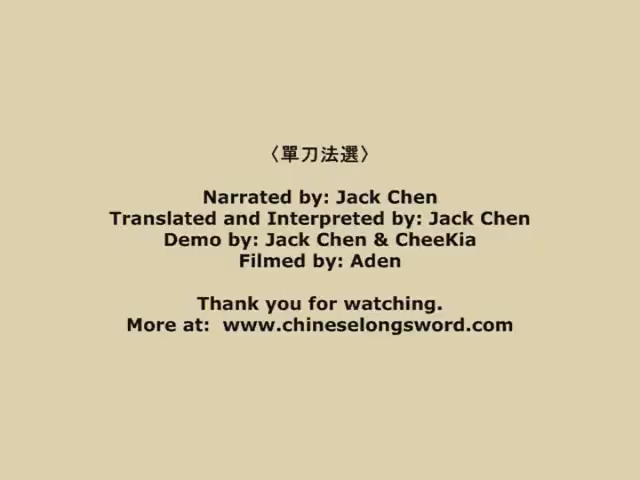 〈單刀法選〉
Narrated by: Jack Chen
Translated and Interpreted by: Jack Chen
Demo by: Jack Chen & CheeKia
Filmed by: Aden
Thank you for watching.
More at:  www.chineselongsword.com